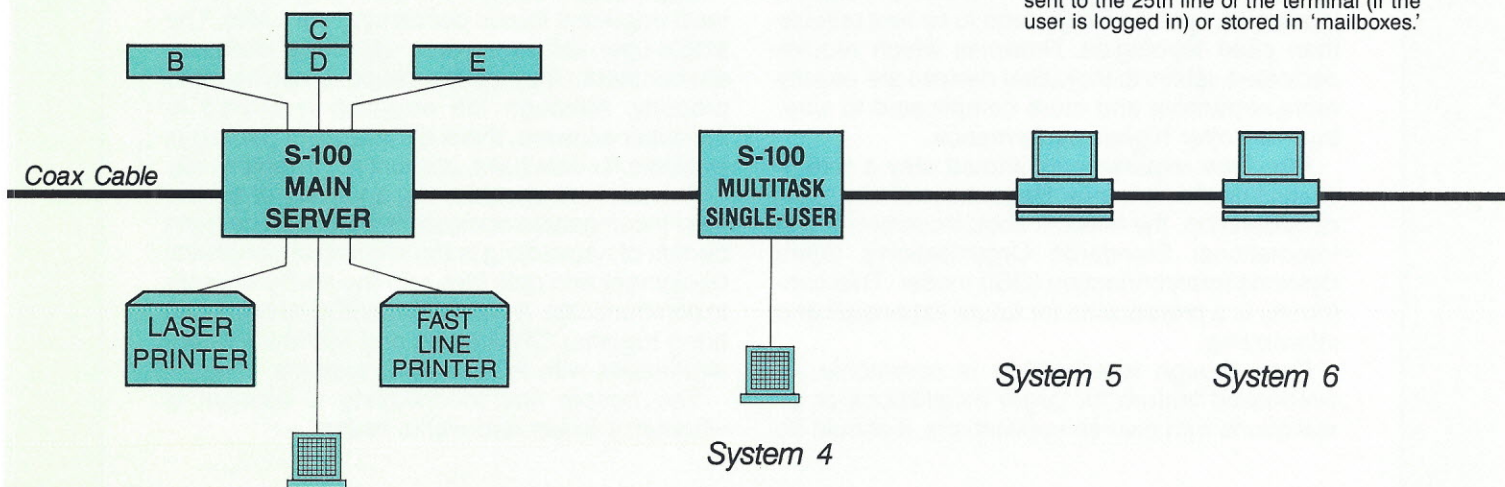 sent to the 25th line of the terminal (if the
user is logged in) or stored in 'mailboxes.'
C
B
D
E
S-100
MAIN
SERVER
Coax Cable
S-100
MULTITASK
SINGLE-USER
LASER
PRINTER
FAST
LINE
PRINTER
System 5
System 6
System 4